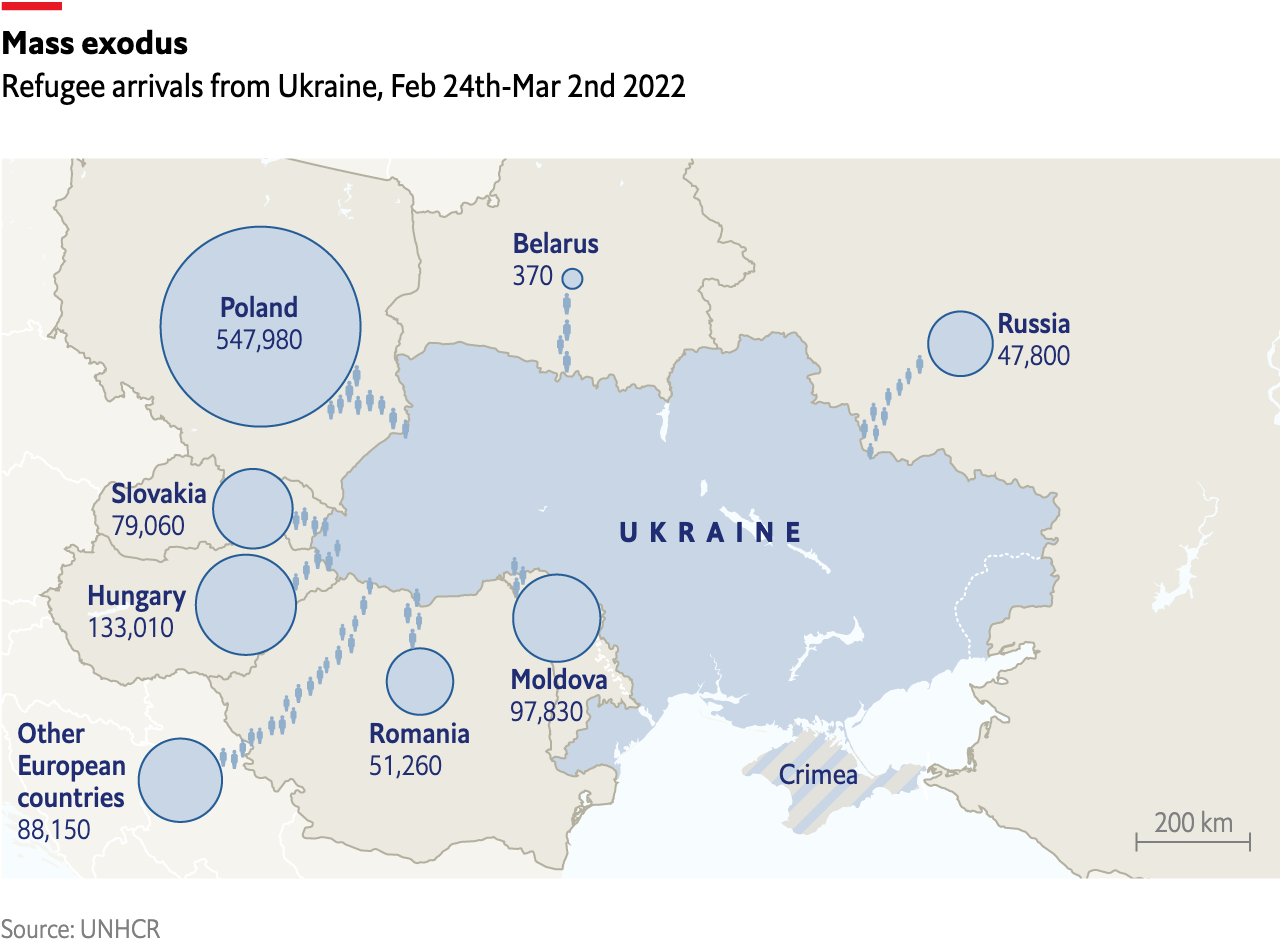 Mass exodus
Refugee arrivals from Ukraine, Feb 24th-Mar 2nd 2022
Belarus
370
Poland
547,980
Russia
47,800
Slovakia
79,060
UKRAINE
Hungary
133,010
Moldova
97,830
Romania
51,260
Other
European
countries
88,150
Crimea
200 km
Source: UNHCR